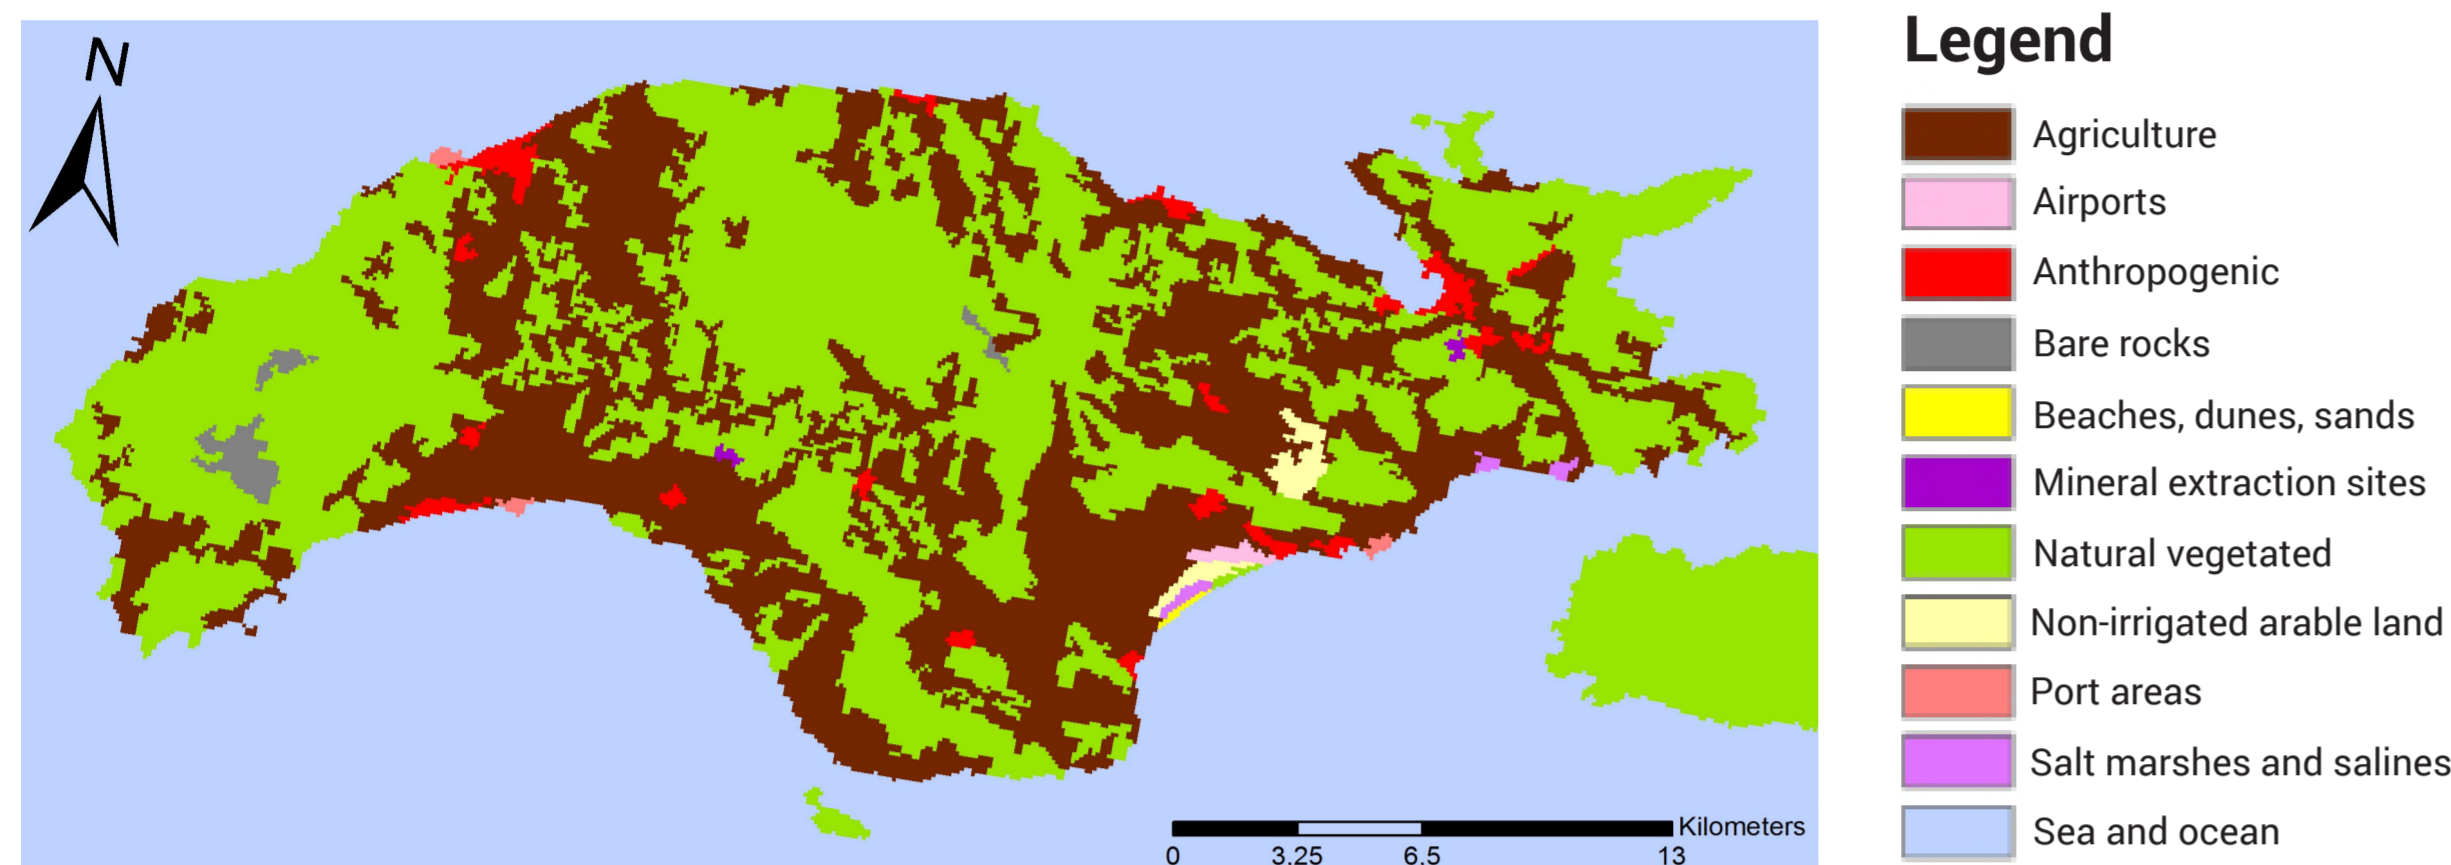 N
Legend
Agriculture
Airports
Anthropogenic
Bare rocks
Beaches, dunes, sands
Mineral extraction sites
Natural vegetated
Non-irrigated arable land
Port areas
Salt marshes and salines
Sea and ocean
Kilometers
0 3,25 6,5 13